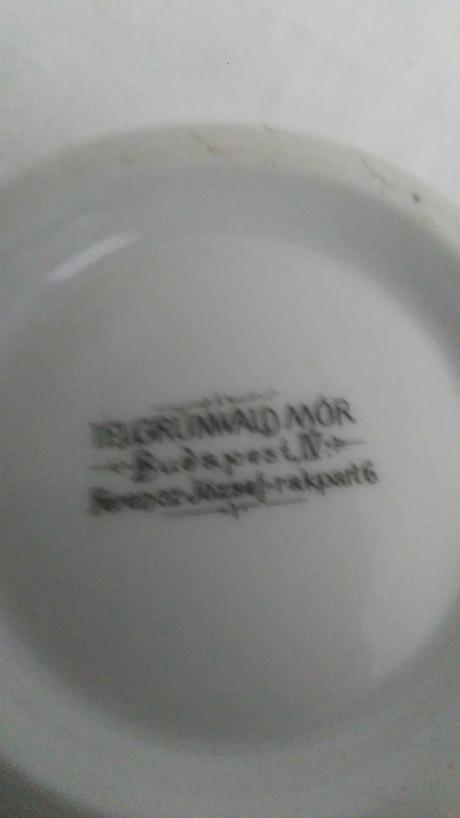 GRÜNWALD MÓR
Budapest, IV.
Ferencz József-rakpart 6